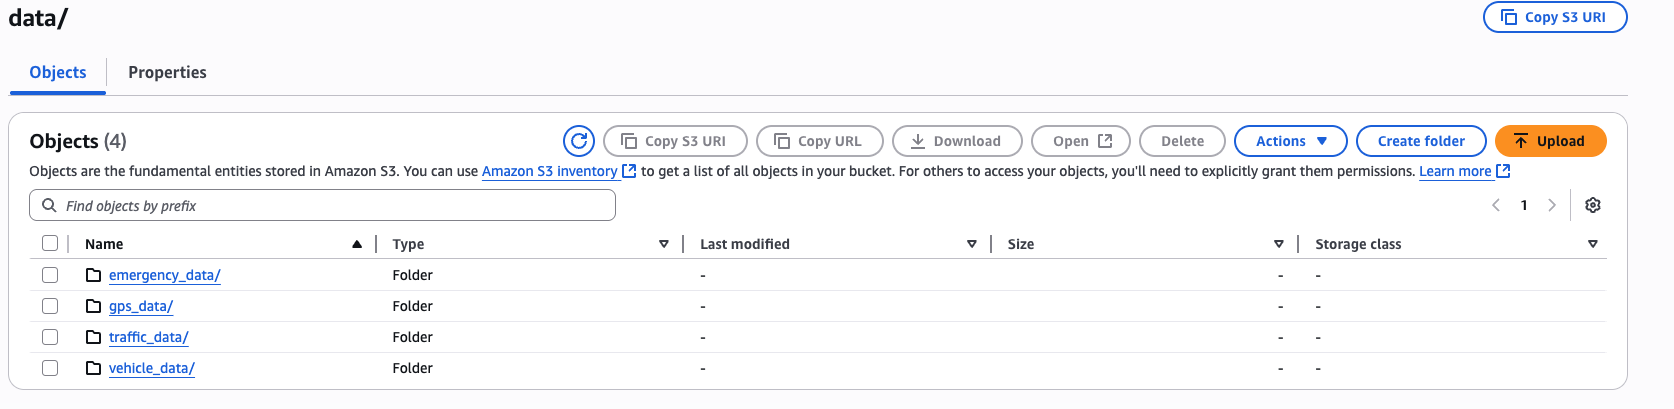 data/
Copy S3 URI
Objects
Properties
Objects (4)
Copy S3 URI
Copy URL
Download
Open
Delete
Actions
Create folder
Upload
Objects are the fundamental entities stored in Amazon S3. You can use Amazon S3 inventory to get a list of all objects in your bucket. For others to access your objects, you'll need to explicitly grant them permissions. Learn more
Find objects by prefix
1
Name Type Last modified Size Storage class
emergency_data/ Folder - - -
gps_data/ Folder - - -
traffic_data/ Folder - - -
vehicle_data/ Folder - - -